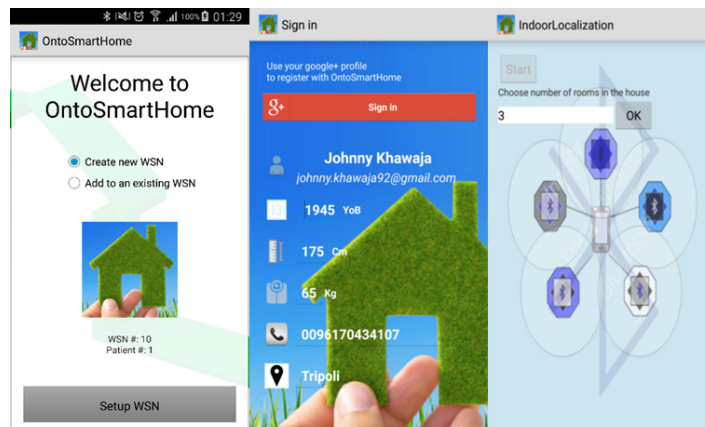 100% 01:29
OntoSmartHome
Welcome to
OntoSmartHome
Create new WSN
Add to an existing WSN
WSN #: 10
Patient #: 1
Setup WSN
Sign in
Use your google+ profile
to register with OntoSmartHome
g+ Sign in
Johnny Khawaja
johnny.khawaja92@gmail.com
13
1945 YoB
175 Cm
65 Kg
0096170434107
Tripoli
IndoorLocalization
Start
Choose number of rooms in the house
3 OK